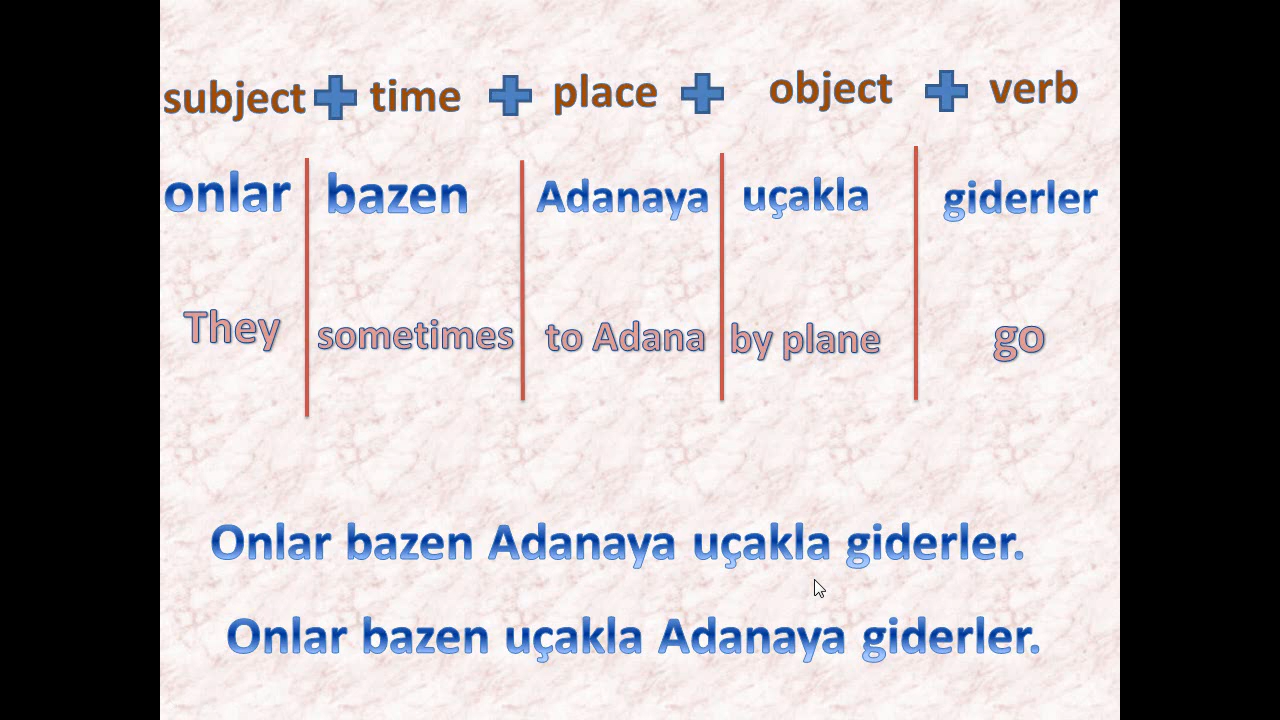 subject + time + place + object + verb
onlar bazen Adanaya uçakla giderler
They sometimes to Adana by plane go
Onlar bazen Adanaya uçakla giderler.
Onlar bazen uçakla Adanaya giderler.